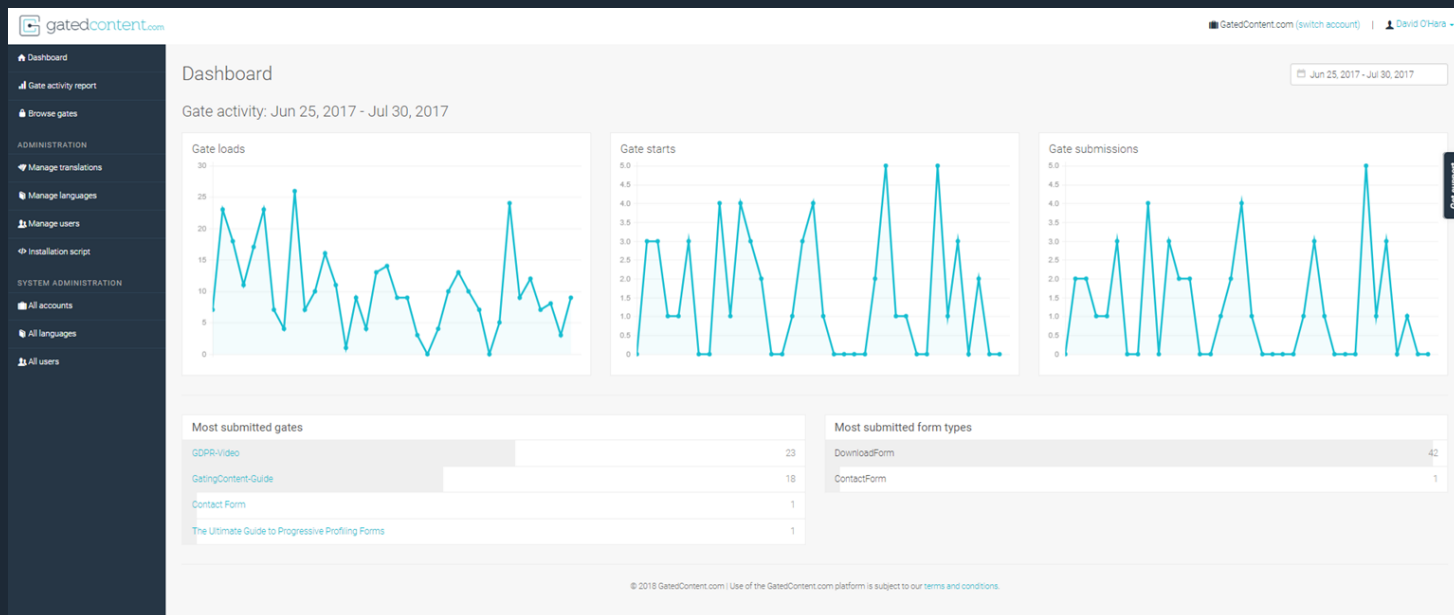 gatedcontent.com
GatedContent.com (switch account) | David O'Hara
Dashboard
Gate activity report
Browse gates
ADMINISTRATION
Manage translations
Manage languages
Manage users
Installation script
SYSTEM ADMINISTRATION
All accounts
All languages
All users
Dashboard
Jun 25, 2017 - Jul 30, 2017
Gate activity: Jun 25, 2017 - Jul 30, 2017
Gate loads
30
25
20
15
10
5
0
Gate starts
5.0
4.5
4.0
3.5
3.0
2.5
2.0
1.5
1.0
0.5
0
Gate submissions
5.0
4.5
4.0
3.5
3.0
2.5
2.0
1.5
1.0
0.5
0
Most submitted gates
GDPR-Video 23
GatingContent-Guide 18
Contact Form 1
The Ultimate Guide to Progressive Profiling Forms 1
Most submitted form types
DownloadForm 42
ContactForm 1
© 2018 GatedContent.com | Use of the GatedContent.com platform is subject to our terms and conditions.